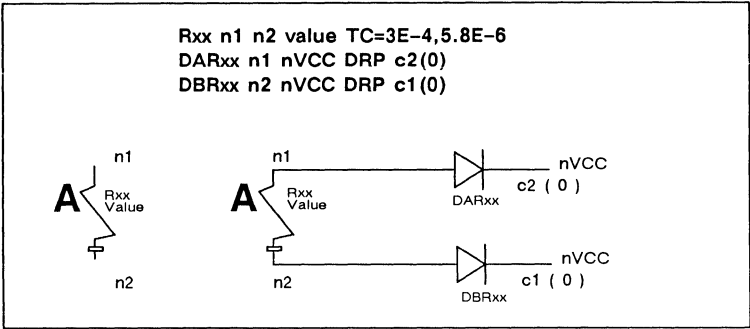 Rxx n1 n2 value TC=3E-4,5.8E-6
DARxx n1 nVCC DRP c2(0)
DBRxx n2 nVCC DRP c1(0)
n1
A
Rxx
Value
n2
n1
A
Rxx
Value
n2
DARxx
nVCC
c2 ( 0 )
DBRxx
nVCC
c1 ( 0 )